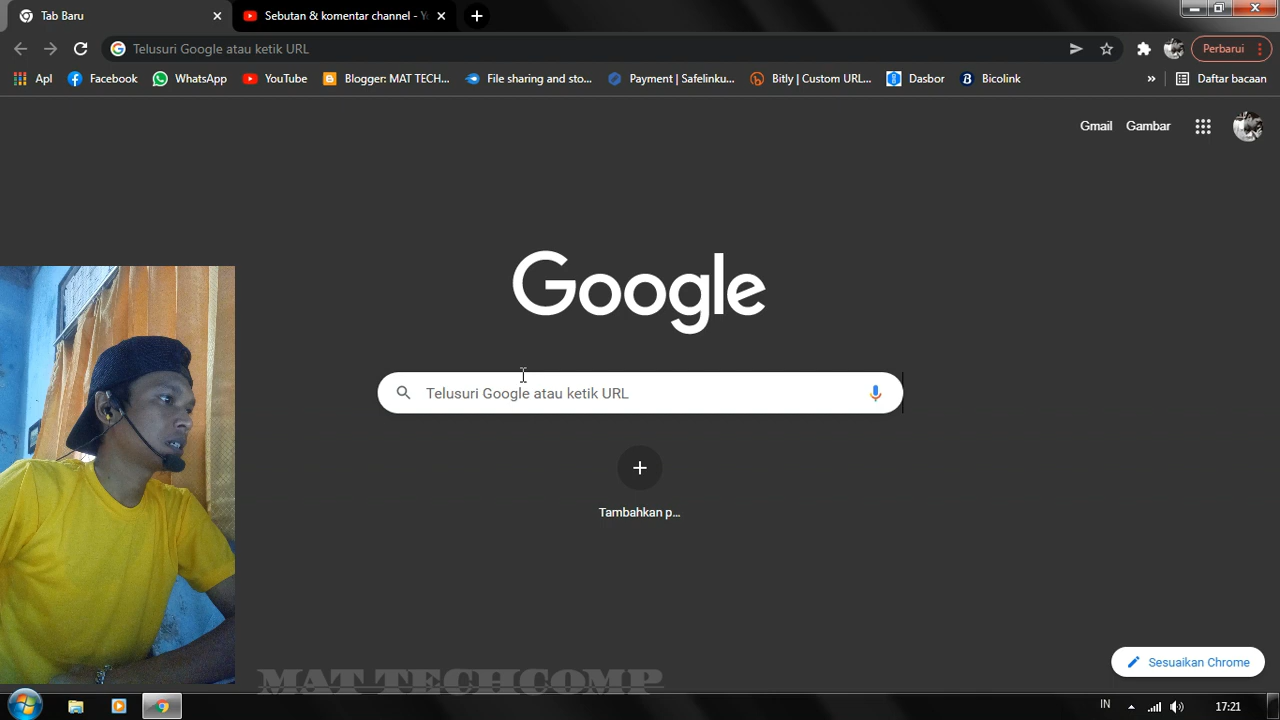 Tab Baru
Sebutan & komentar channel - Yo
Telusuri Google atau ketik URL
Perbarui
Apl
Facebook
WhatsApp
YouTube
Blogger: MAT TECH...
File sharing and sto...
Payment | Safelinku...
Bitly | Custom URL...
Dasbor
Bicolink
»
Daftar bacaan
Gmail
Gambar
Google
Telusuri Google atau ketik URL
Tambahkan p...
Sesuaikan Chrome
MAT TECHCOMP
IN
17:21